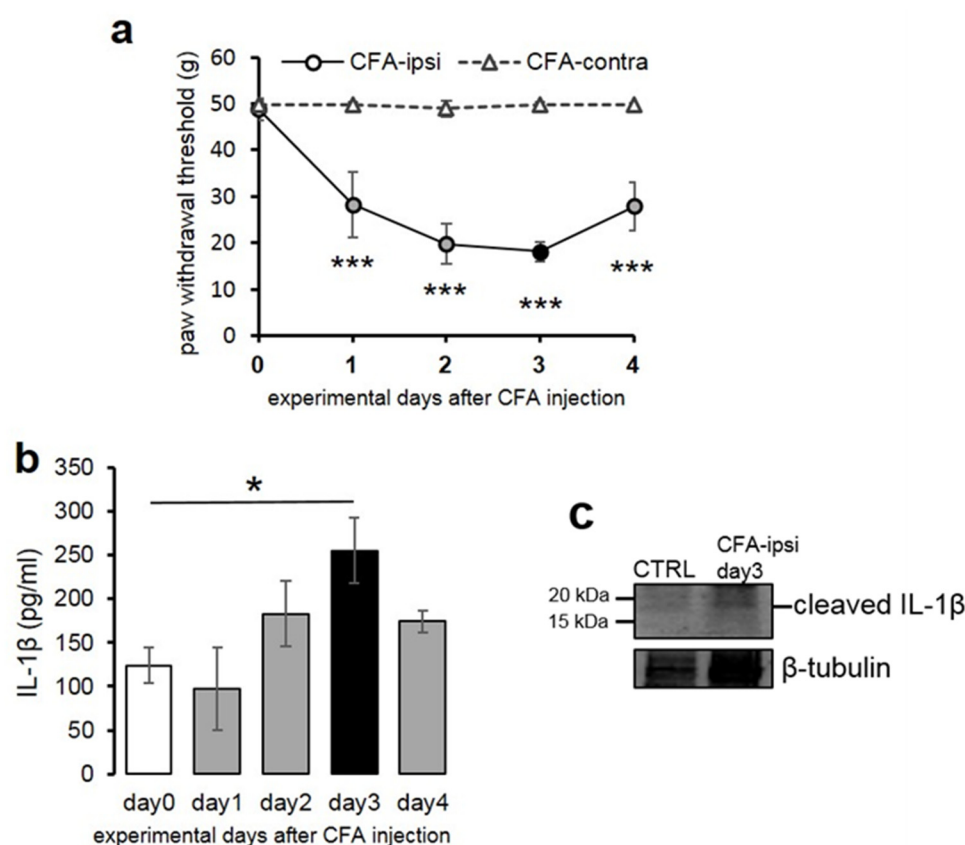 a
CFA-ipsi CFA-contra
paw withdrawal threshold (g)
60
50
40
30
20
10
0
***
***
***
***
0 1 2 3 4
experimental days after CFA injection
b
IL-1β (pg/ml)
350
300
250
200
150
100
50
0
*
day0 day1 day2 day3 day4
experimental days after CFA injection
c
CTRL
CFA-ipsi
day3
20 kDa
15 kDa
cleaved IL-1β
β-tubulin